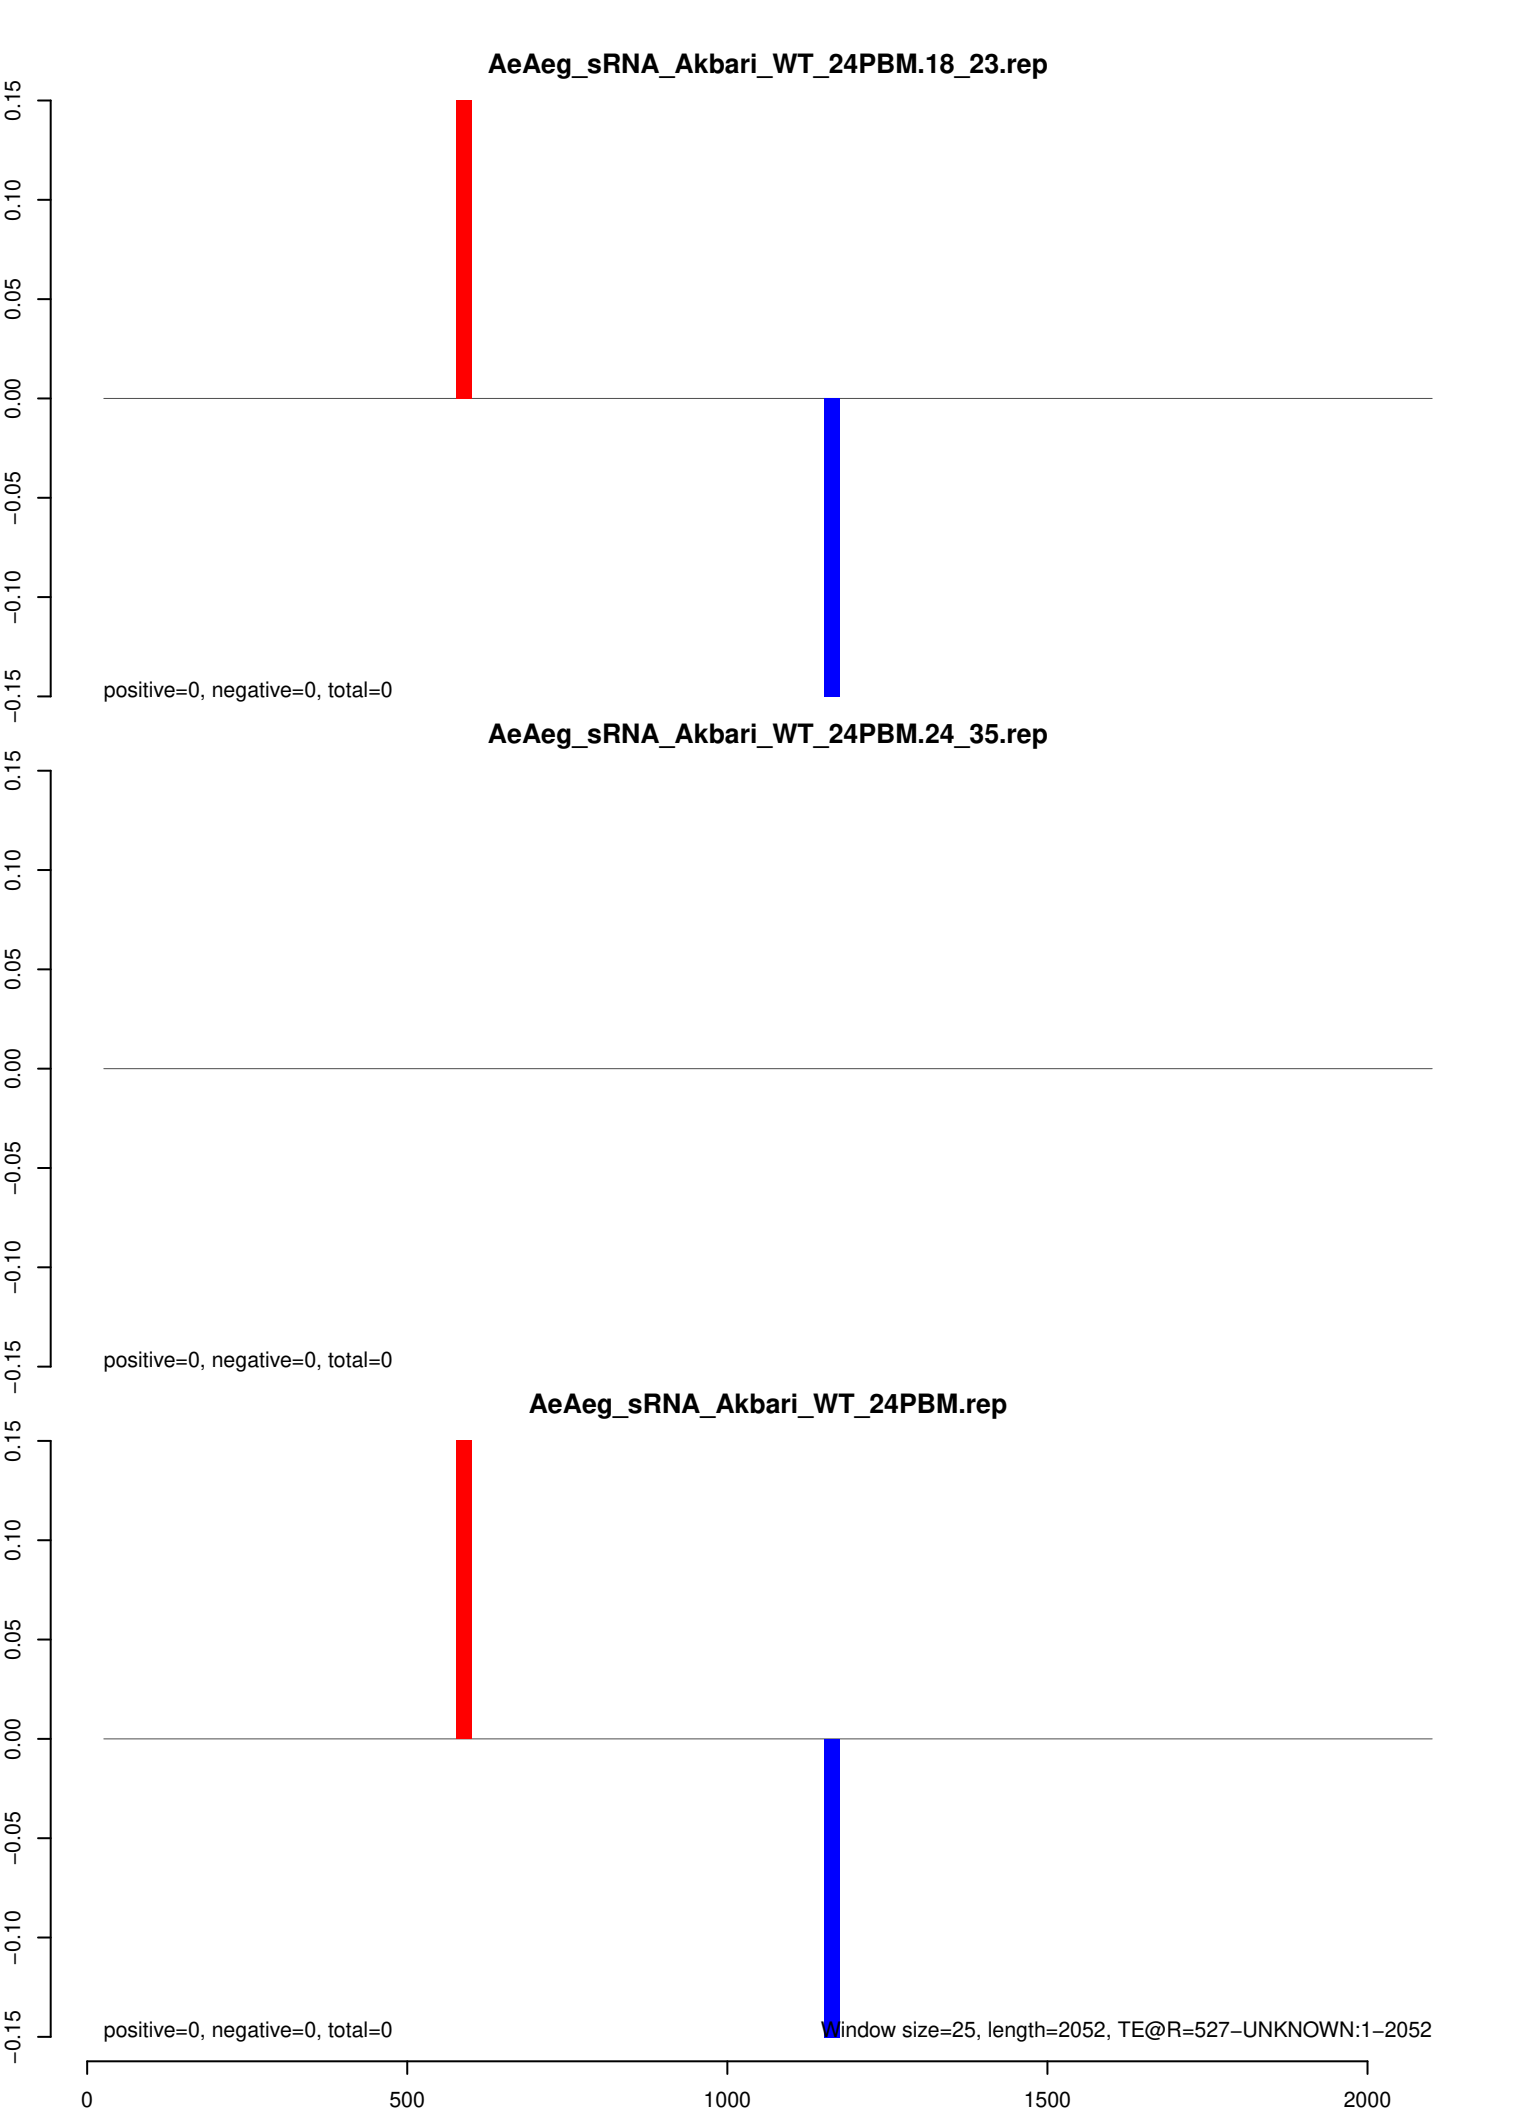 AeAeg_sRNA_Akbari_WT_24PBM.18_23.rep
0.15
0.10
0.05
0.00
−0.05
−0.10
−0.15
positive=0, negative=0, total=0
AeAeg_sRNA_Akbari_WT_24PBM.24_35.rep
0.15
0.10
0.05
0.00
−0.05
−0.10
−0.15
positive=0, negative=0, total=0
AeAeg_sRNA_Akbari_WT_24PBM.rep
0.15
0.10
0.05
0.00
−0.05
−0.10
−0.15
positive=0, negative=0, total=0
Window size=25, length=2052, TE@R=527−UNKNOWN:1−2052
0 500 1000 1500 2000